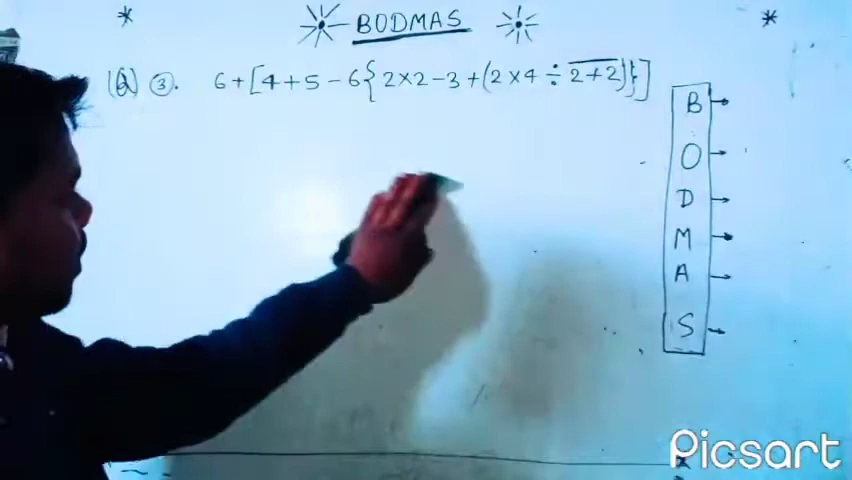 * BODMAS *
(Q) ③. 6+[4+5-6{2×2-3+(2×4÷2̅+̅2̅)}]
B
O
D
M
A
S
Picsart